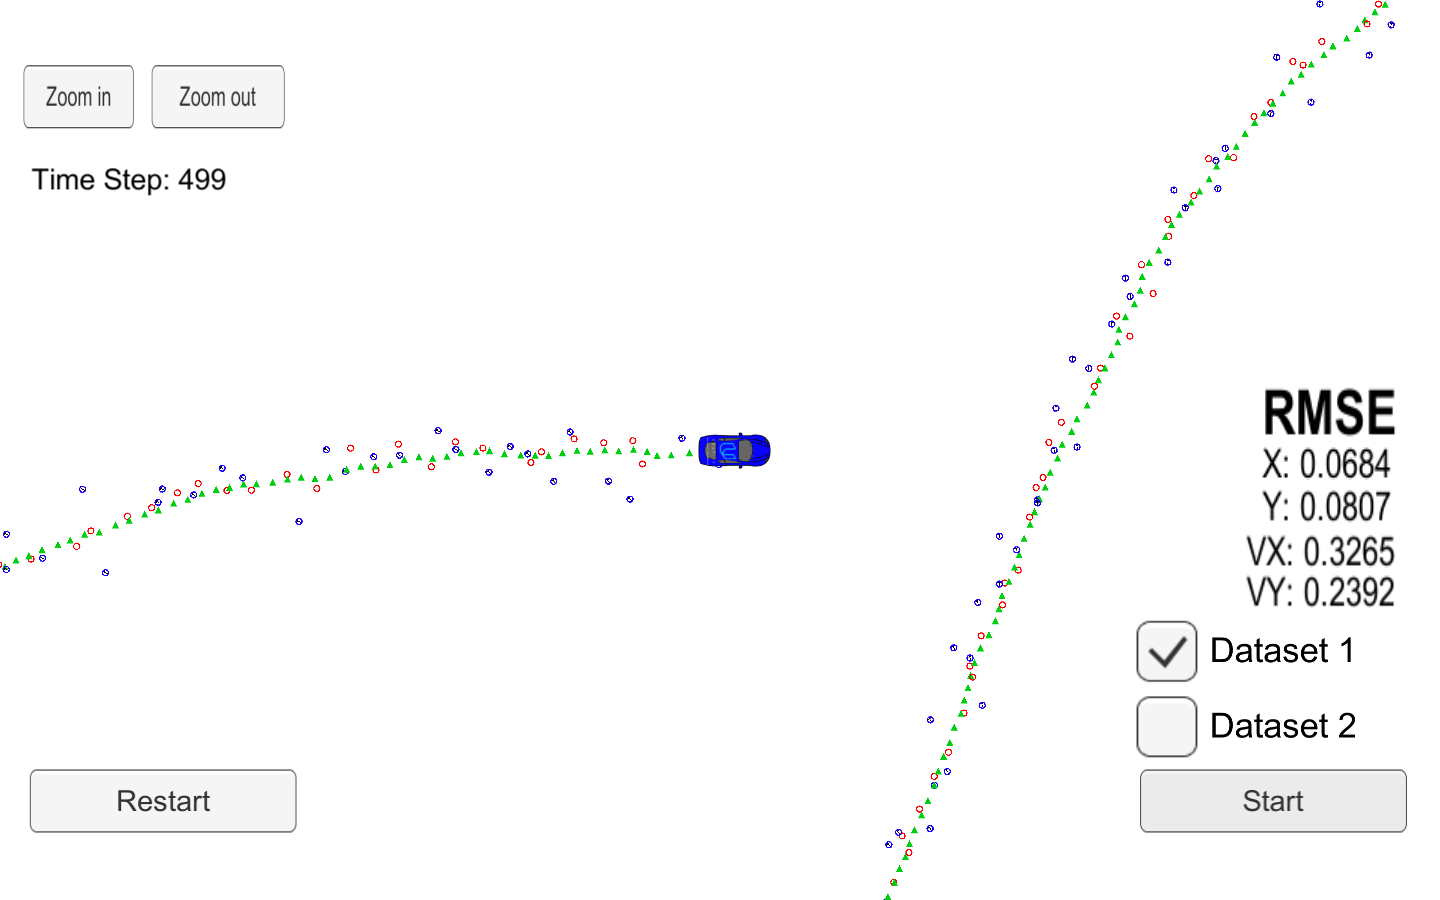 Zoom in
Zoom out
Time Step: 499
RMSE
X: 0.0684
Y: 0.0807
VX: 0.3265
VY: 0.2392
Dataset 1
Dataset 2
Restart
Start